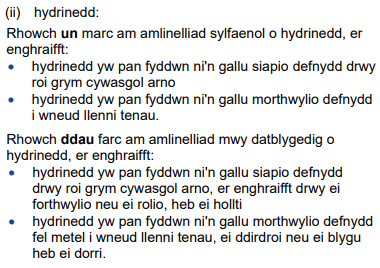 (ii) hydrinedd:
Rhowch un marc am amlinelliad sylfaenol o hydrinedd, er
enghraifft:
• hydrinedd yw pan fyddwn ni'n gallu siapio defnydd drwy
roi grym cywasgol arno
• hydrinedd yw pan fyddwn ni'n gallu morthwylio defnydd
i wneud llenni tenau.
Rhowch ddau farc am amlinelliad mwy datblygedig o
hydrinedd, er enghraifft:
• hydrinedd yw pan fyddwn ni'n gallu siapio defnydd
drwy roi grym cywasgol arno, er enghraifft drwy ei
forthwylio neu ei rolio, heb ei hollti
• hydrinedd yw pan fyddwn ni'n gallu morthwylio defnydd
fel metel i wneud llenni tenau, ei ddirdroi neu ei blygu
heb ei dorri.